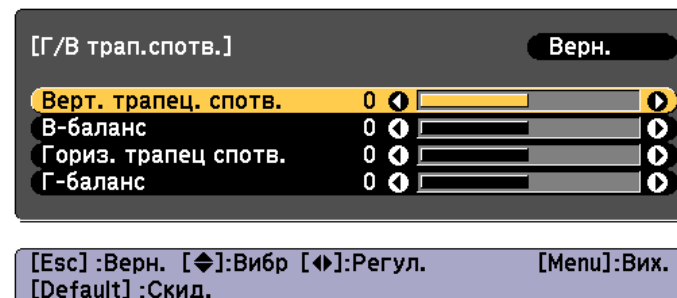 [Г/В трап.спотв.] Верн.
Верт. трапец. спотв. 0
В-баланс 0
Гориз. трапец спотв. 0
Г-баланс 0
[Esc] :Верн. [◆]:Вибр [◆]:Регул. [Menu]:Вих.
[Default] :Скид.